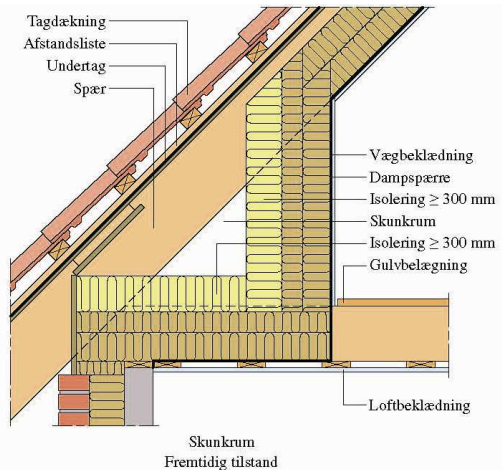 Tagdækning
Afstandsliste
Undertag
Spær
Vægbeklædning
Dampspærre
Isolering ≥ 300 mm
Skunkrum
Isolering ≥ 300 mm
Gulvbelægning
Loftbeklædning
Skunkrum
Fremtidig tilstand